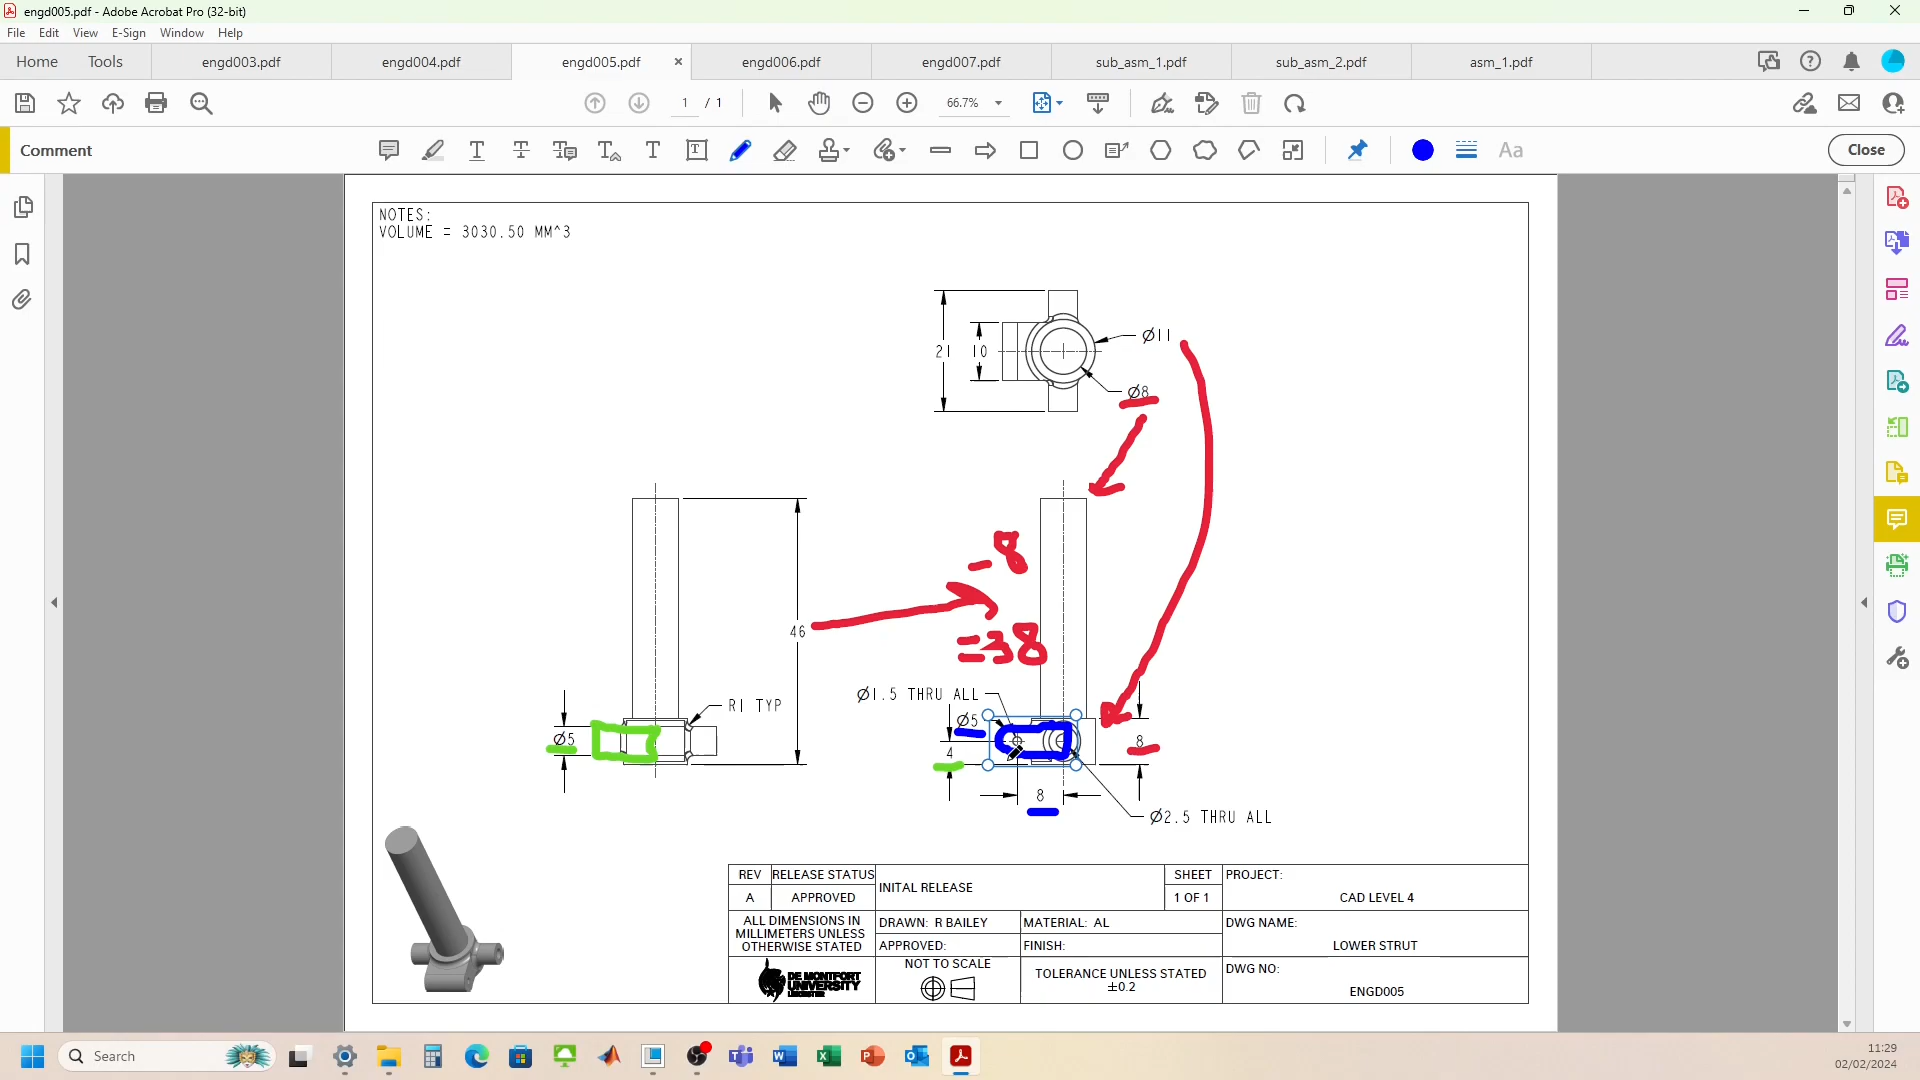 engd005.pdf - Adobe Acrobat Pro (32-bit)
File Edit View E-Sign Window Help
Home Tools engd003.pdf engd004.pdf engd005.pdf engd006.pdf engd007.pdf sub_asm_1.pdf sub_asm_2.pdf asm_1.pdf
1 / 1 66.7%
Comment
Aa
Close
NOTES:
VOLUME = 3030.50 MM^3
Ø11
21 10
Ø8
-8
46
=38
Ø1.5 THRU ALL
R1 TYP
Ø5
Ø5
8
4
8
Ø2.5 THRU ALL
REV RELEASE STATUS INITAL RELEASE SHEET PROJECT:
A APPROVED 1 OF 1 CAD LEVEL 4
ALL DIMENSIONS IN MILLIMETERS UNLESS OTHERWISE STATED
DRAWN: R BAILEY MATERIAL: AL DWG NAME:
APPROVED: FINISH: LOWER STRUT
NOT TO SCALE
DE MONTFORT
UNIVERSITY
LEICESTER
TOLERANCE UNLESS STATED
±0.2
DWG NO:
ENGD005
Search
11:29
02/02/2024